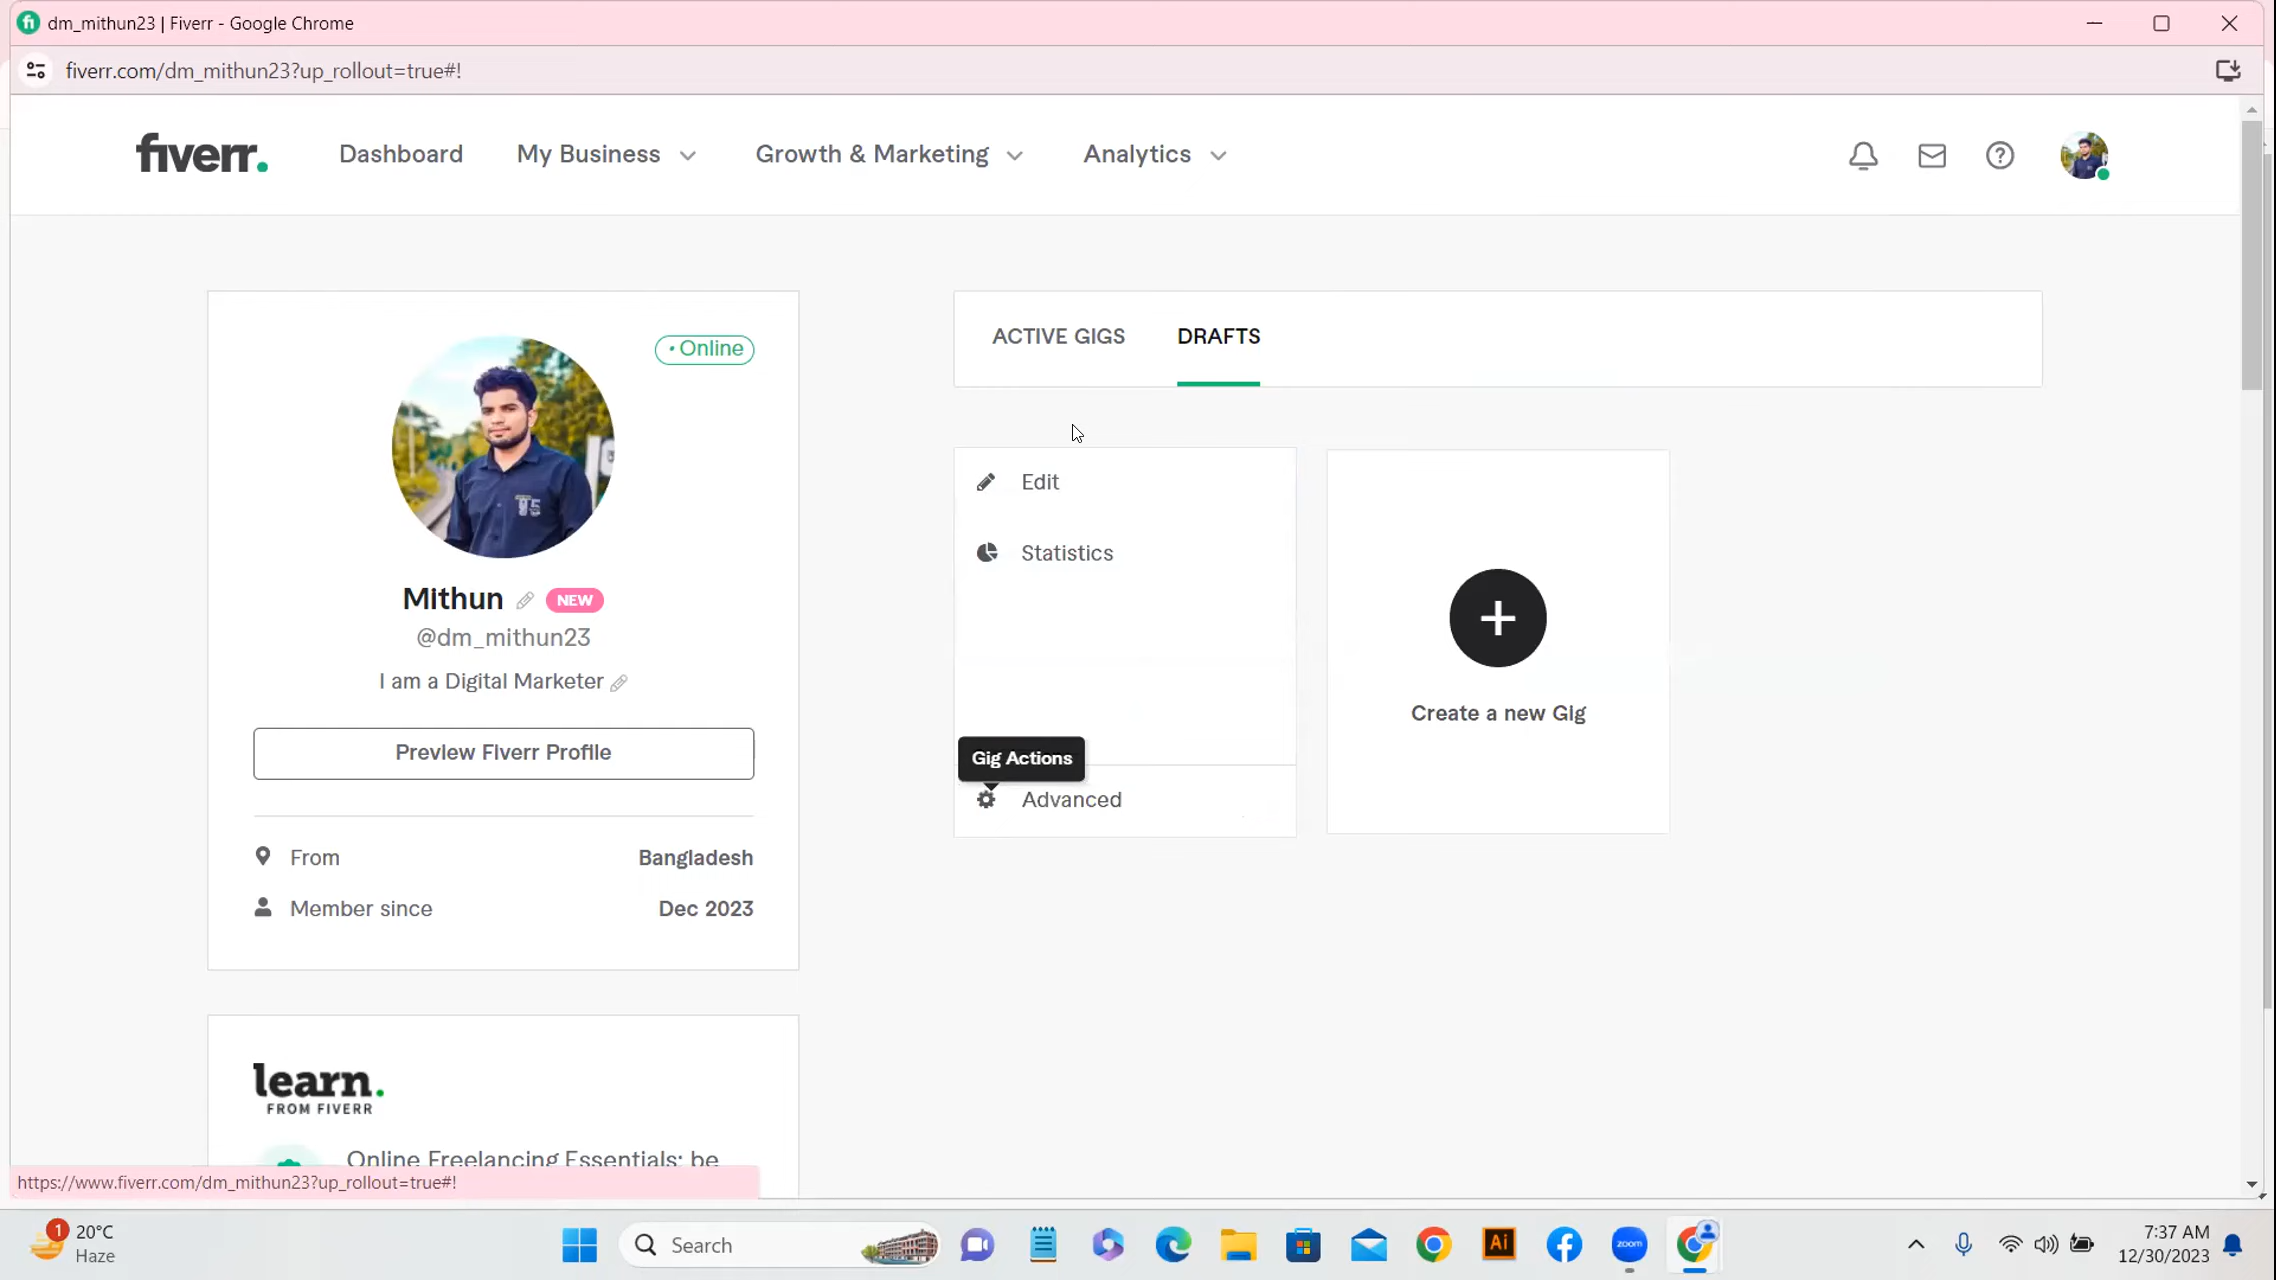 dm_mithun23 | Fiverr - Google Chrome
fiverr.com/dm_mithun23?up_rollout=true#!
fiverr.
Dashboard
My Business
Growth & Marketing
Analytics
Online
Mithun
NEW
@dm_mithun23
I am a Digital Marketer
Preview Fiverr Profile
From
Bangladesh
Member since
Dec 2023
learn.
FROM FIVERR
Online Freelancing Essentials: be
ACTIVE GIGS
DRAFTS
Edit
Statistics
Gig Actions
Advanced
Create a new Gig
https://www.fiverr.com/dm_mithun23?up_rollout=true#!
1
20°C
Haze
Search
Ai
zoom
7:37 AM
12/30/2023